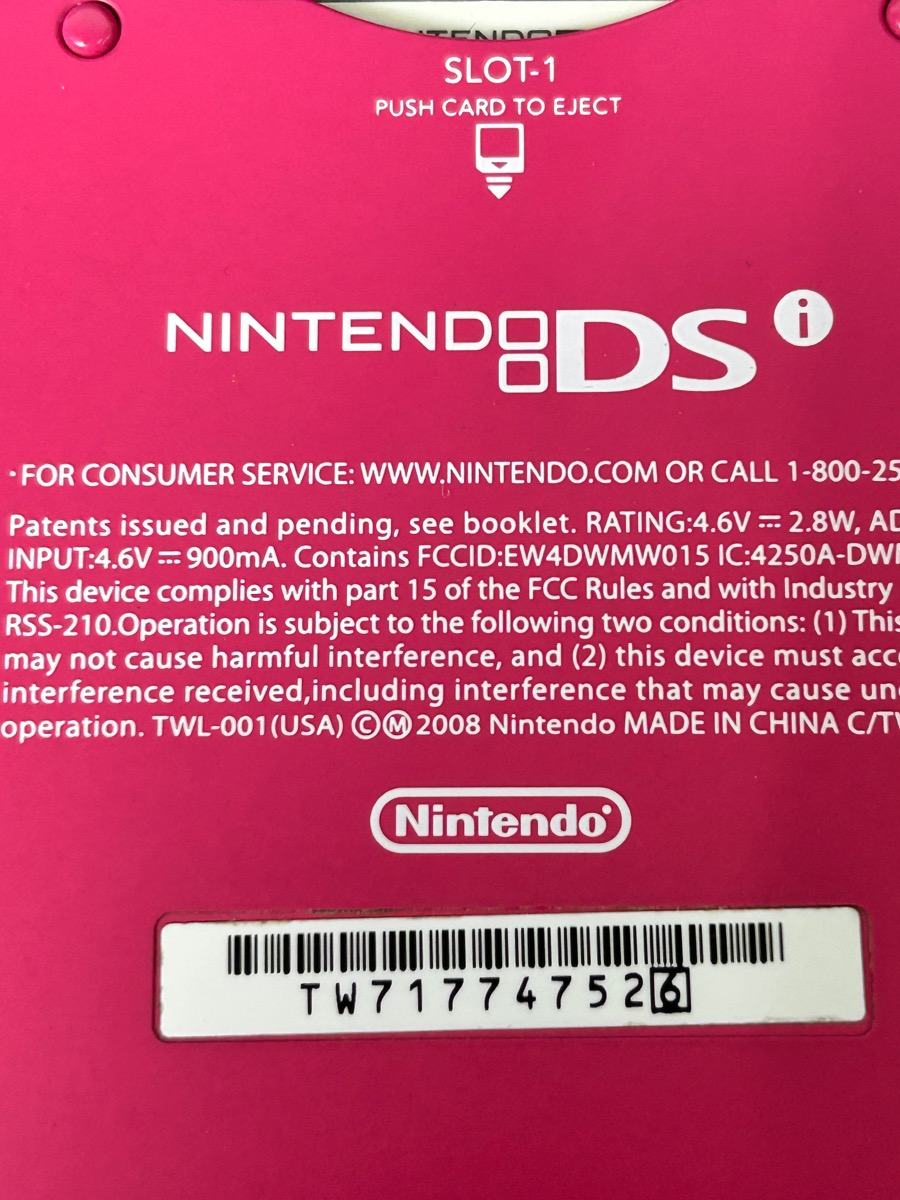 SLOT-1
PUSH CARD TO EJECT
NINTENDO DS i
·FOR CONSUMER SERVICE: WWW.NINTENDO.COM OR CALL 1-800-25
Patents issued and pending, see booklet. RATING:4.6V⎓2.8W, AD
INPUT:4.6V⎓900mA. Contains FCCID:EW4DWMW015 IC:4250A-DW
This device complies with part 15 of the FCC Rules and with Industry
RSS-210.Operation is subject to the following two conditions: (1) This
may not cause harmful interference, and (2) this device must acc
interference received,including interference that may cause un
operation. TWL-001(USA) ©Ⓜ2008 Nintendo MADE IN CHINA C/T
Nintendo
TW717747526